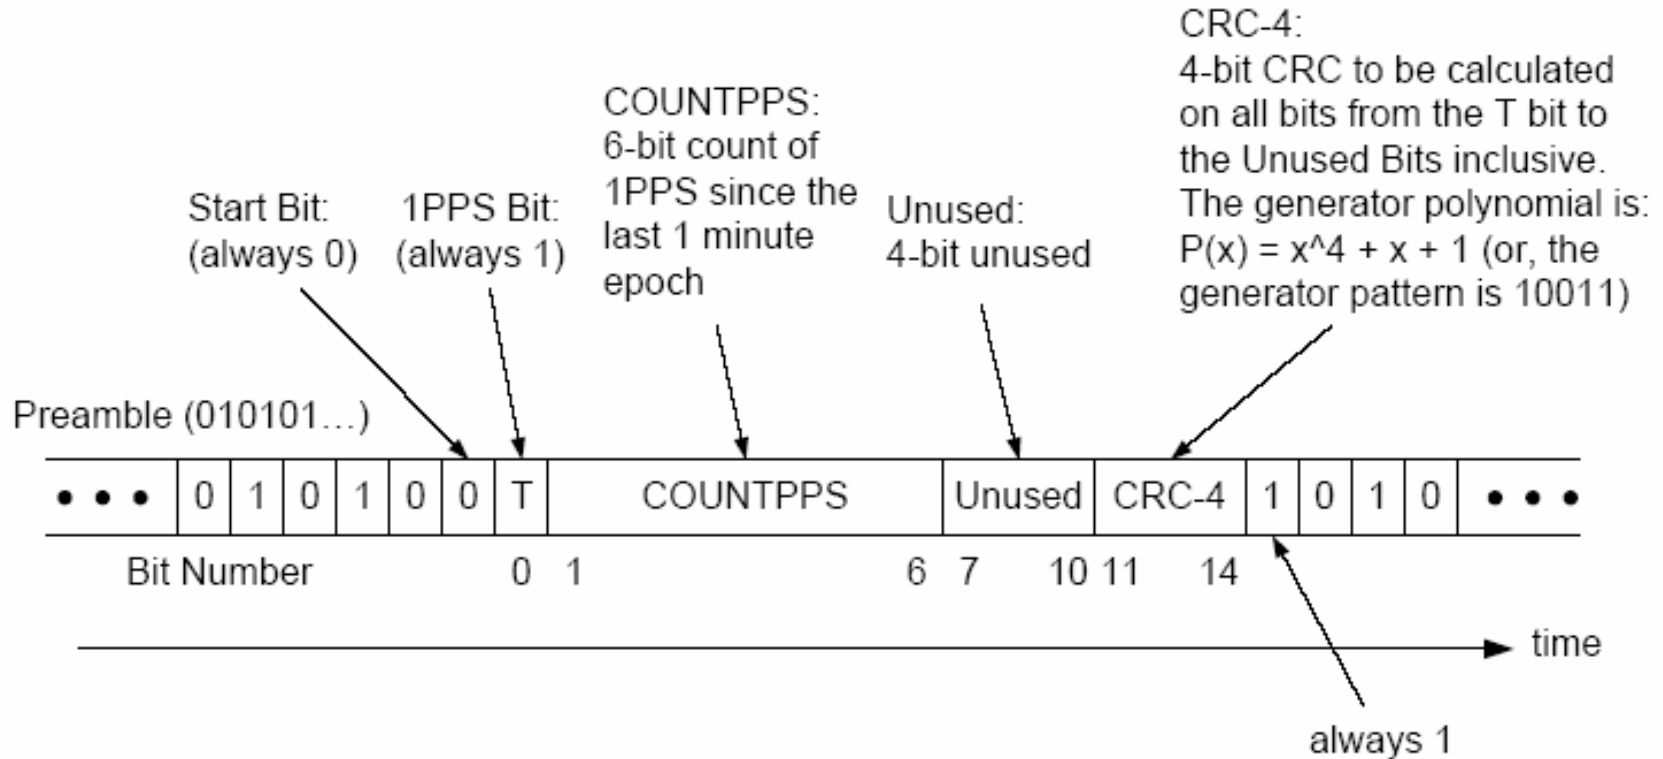 CRC-4:
4-bit CRC to be calculated
on all bits from the T bit to
the Unused Bits inclusive.
The generator polynomial is:
P(x) = x^4 + x + 1 (or, the
generator pattern is 10011)
COUNTPPS:
6-bit count of
1PPS since the
last 1 minute
epoch
Unused:
4-bit unused
Start Bit:
(always 0)
1PPS Bit:
(always 1)
Preamble (010101...)
• • • 0 1 0 1 0 0 T COUNTPPS Unused CRC-4 1 0 1 0 • • •
Bit Number 0 1 6 7 10 11 14
time
always 1